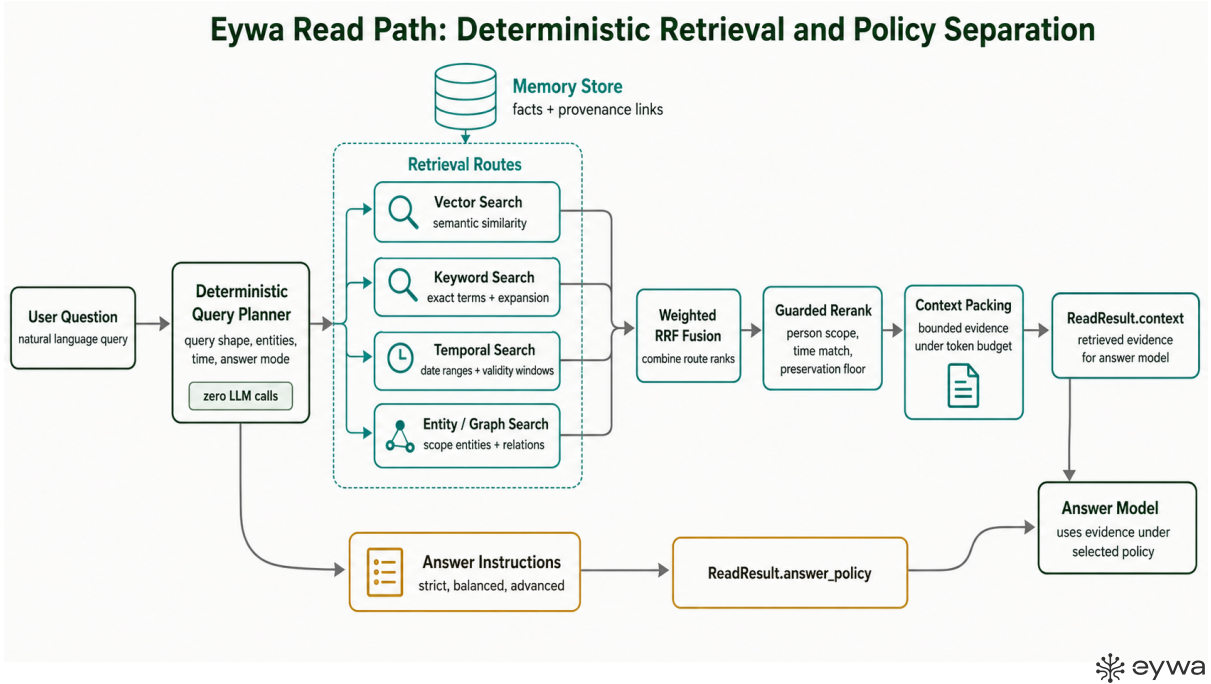 Eywa Read Path: Deterministic Retrieval and Policy Separation
Memory Store
facts + provenance links
Retrieval Routes
Vector Search
semantic similarity
Keyword Search
exact terms + expansion
Temporal Search
date ranges + validity windows
Entity / Graph Search
scope entities + relations
User Question
natural language query
Deterministic
Query Planner
query shape, entities,
time, answer mode
zero LLM calls
Weighted
RRF Fusion
combine route ranks
Guarded Rerank
person scope,
time match,
preservation floor
Context Packing
bounded evidence
under token budget
ReadResult.context
retrieved evidence
for answer model
Answer Instructions
strict, balanced, advanced
ReadResult.answer_policy
Answer Model
uses evidence under
selected policy
eywa